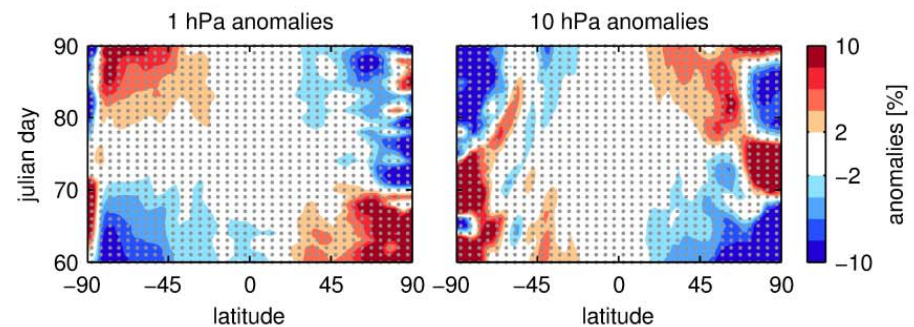 1 hPa anomalies
10 hPa anomalies
julian day
90
80
70
60
−90 −45 0 45 90
latitude
−90 −45 0 45 90
latitude
10
2
−2
−10
anomalies [%]